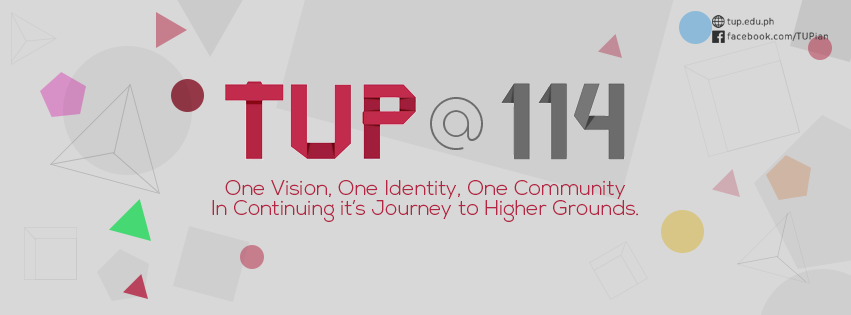 tup.edu.ph
facebook.com/TUPian
TUP @ 114
One Vision, One Identity, One Community
In Continuing it's Journey to Higher Grounds.